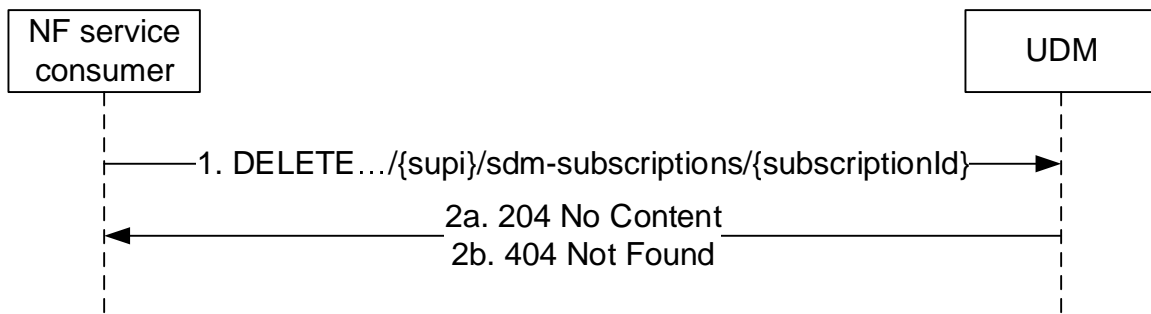 NF service
consumer
UDM
1. DELETE…/{supi}/sdm-subscriptions/{subscriptionId}
2a. 204 No Content
2b. 404 Not Found